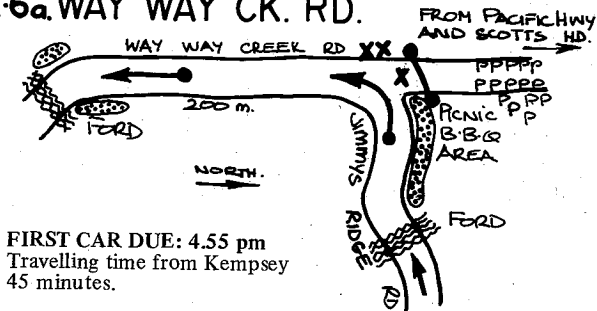 6a. WAY WAY CK. RD.
FROM PACIFIC HWY
AND SCOTTS HD.
WAY WAY CREEK RD
XX
X
PPPPP
PPPPP
PPPP
P
200 m.
FORD
PICNIC
B.B.Q
AREA
JIMMYS
RIDGE
RD
NORTH.
FORD
FIRST CAR DUE: 4.55 pm
Travelling time from Kempsey
45 minutes.